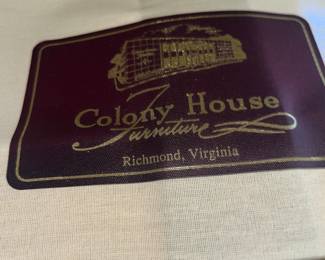 Colony House
Furniture
Richmond, Virginia